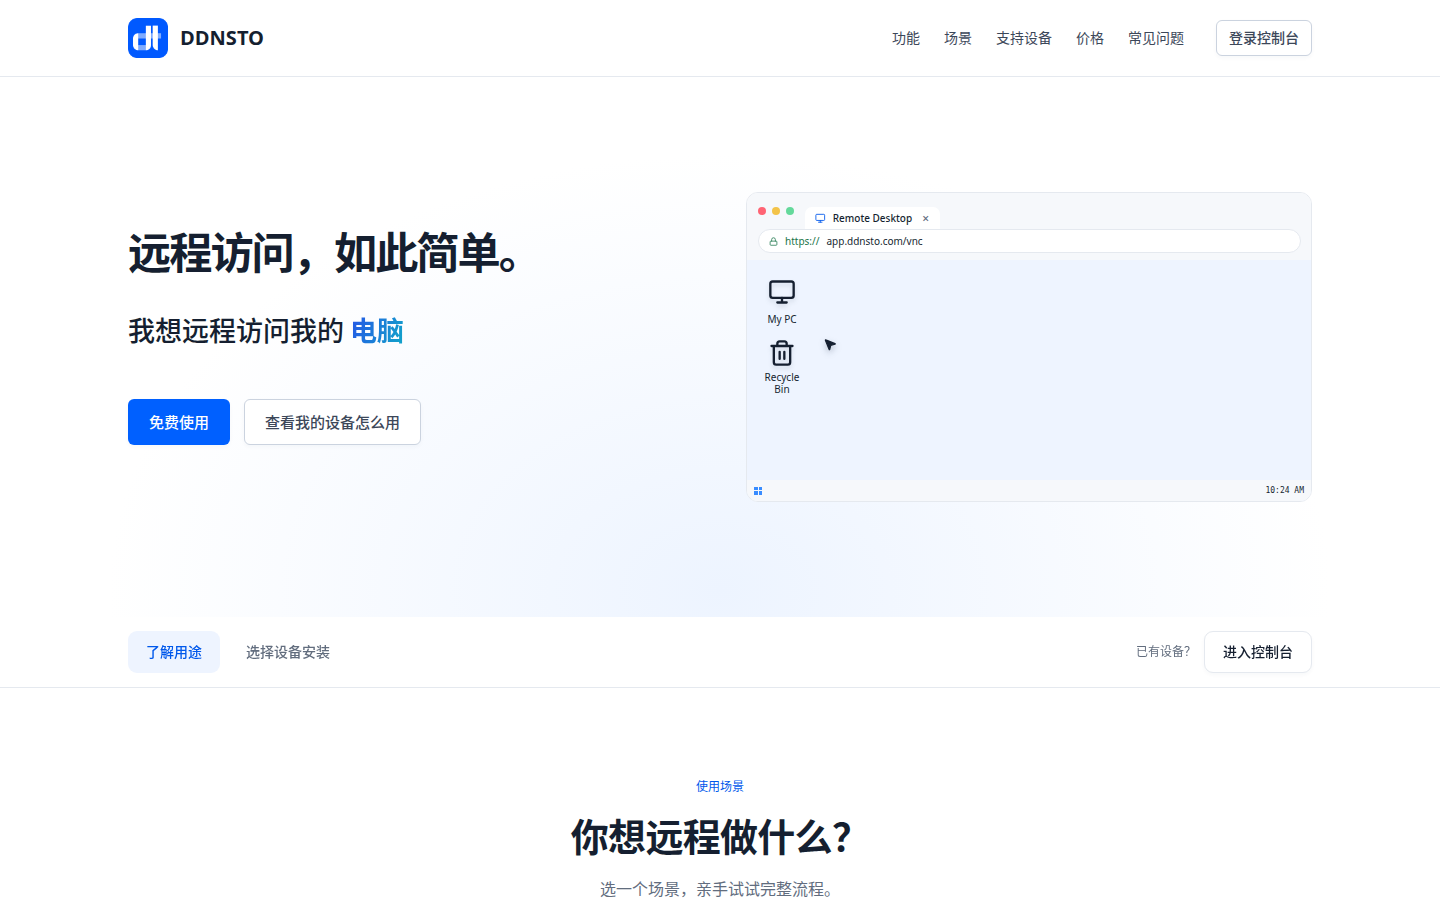 DDNSTO
功能
场景
支持设备
价格
常见问题
登录控制台
远程访问，如此简单。
我想远程访问我的 电脑
免费使用
查看我的设备怎么用
Remote Desktop
https:// app.ddnsto.com/vnc
My PC
Recycle
Bin
10:24 AM
了解用途
选择设备安装
已有设备？
进入控制台
使用场景
你想远程做什么？
选一个场景，亲手试试完整流程。